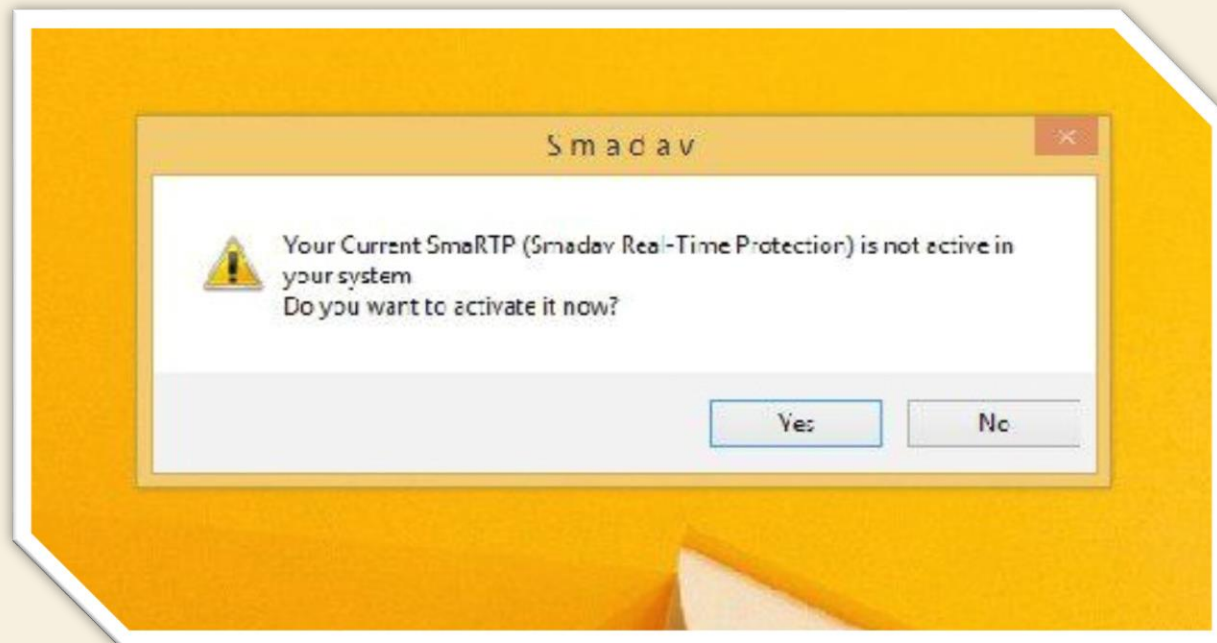 Smadav
Your Current SmaRTP (Smadav Real-Time Protection) is not active in
your system
Do you want to activate it now?
Yes
No